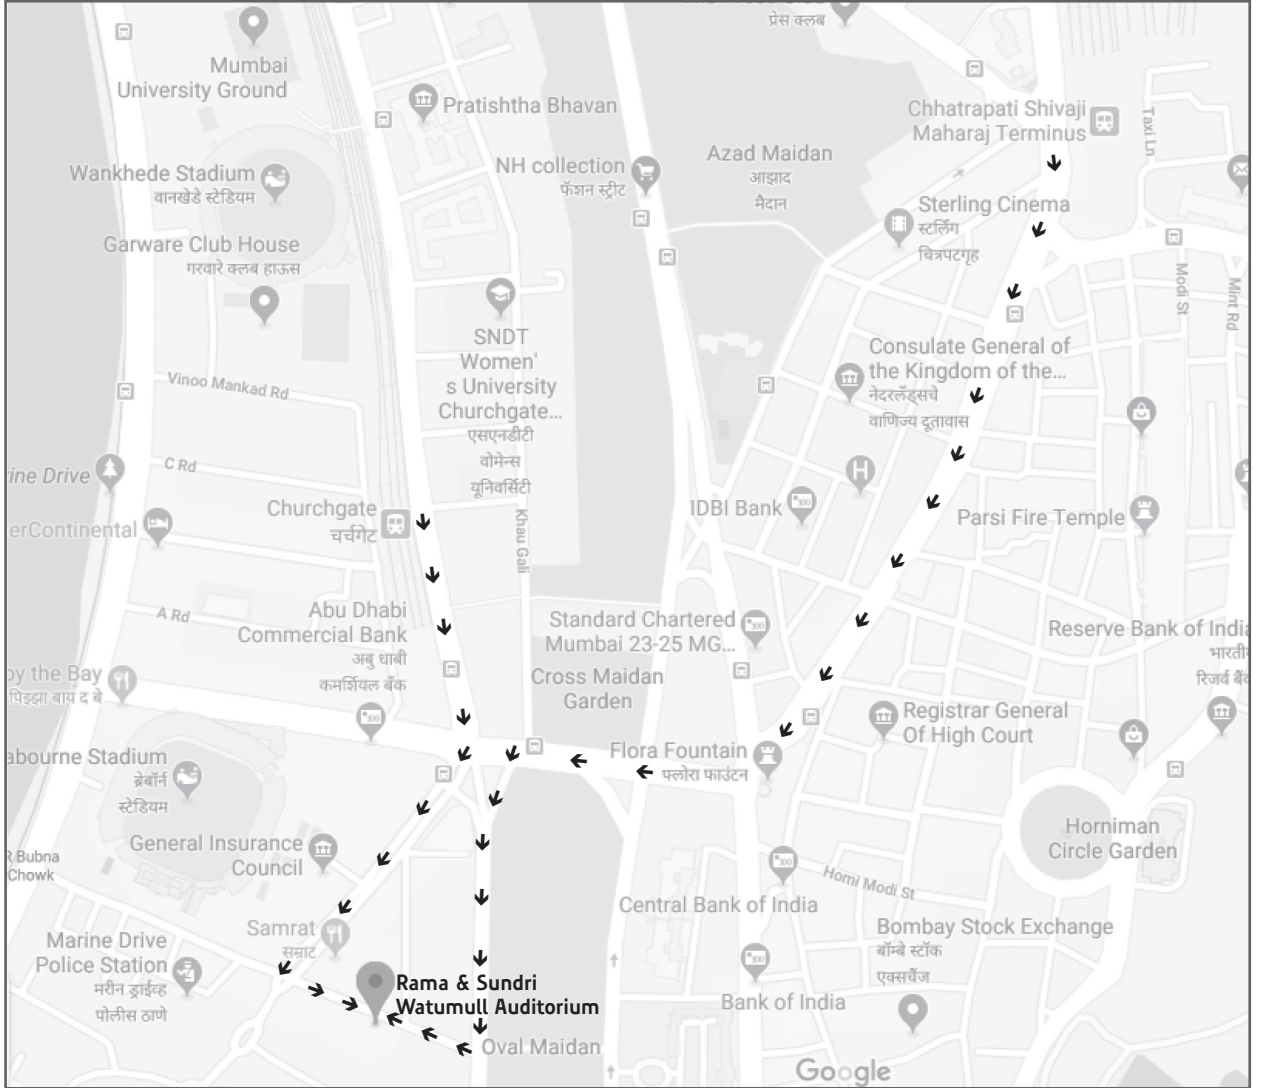 प्रेस क्लब
Mumbai
University Ground
Pratishtha Bhavan
Chhatrapati Shivaji
Maharaj Terminus
Taxi Ln
Wankhede Stadium
वानखेडे स्टेडियम
NH collection
फॅशन स्ट्रीट
Azad Maidan
आझाद
मैदान
Sterling Cinema
स्टर्लिंग
चित्रपटगृह
Garware Club House
गरवारे क्लब हाऊस
Modi St
Mint Rd
SNDT
Women'
s University
Churchgate...
एसएनडीटी
वोमेन्स
यूनिवर्सिटी
Consulate General of
the Kingdom of the...
नेदरलँड्सचे
वाणिज्य दूतावास
Vinoo Mankad Rd
C Rd
rine Drive
erContinental
Churchgate
चर्चगेट
Khau Gali
IDBI Bank
Parsi Fire Temple
A Rd
Abu Dhabi
Commercial Bank
अबु धाबी
कमर्शियल बँक
Standard Chartered
Mumbai 23-25 MG...
Cross Maidan
Garden
Reserve Bank of India
भारतीय
रिजर्व बैंक
by the Bay
पिझ्झा बाय द बे
Registrar General
Of High Court
Flora Fountain
फ्लोरा फाउंटन
abourne Stadium
ब्रेबॉर्न
स्टेडियम
General Insurance
Council
R Bubna
Chowk
Horniman
Circle Garden
Homi Modi St
Central Bank of India
Bombay Stock Exchange
बॉम्बे स्टॉक
एक्सचेंज
Samrat
सम्राट
Marine Drive
Police Station
मरीन ड्राईव्ह
पोलीस ठाणे
Rama & Sundri
Watumull Auditorium
Bank of India
Oval Maidan
Google